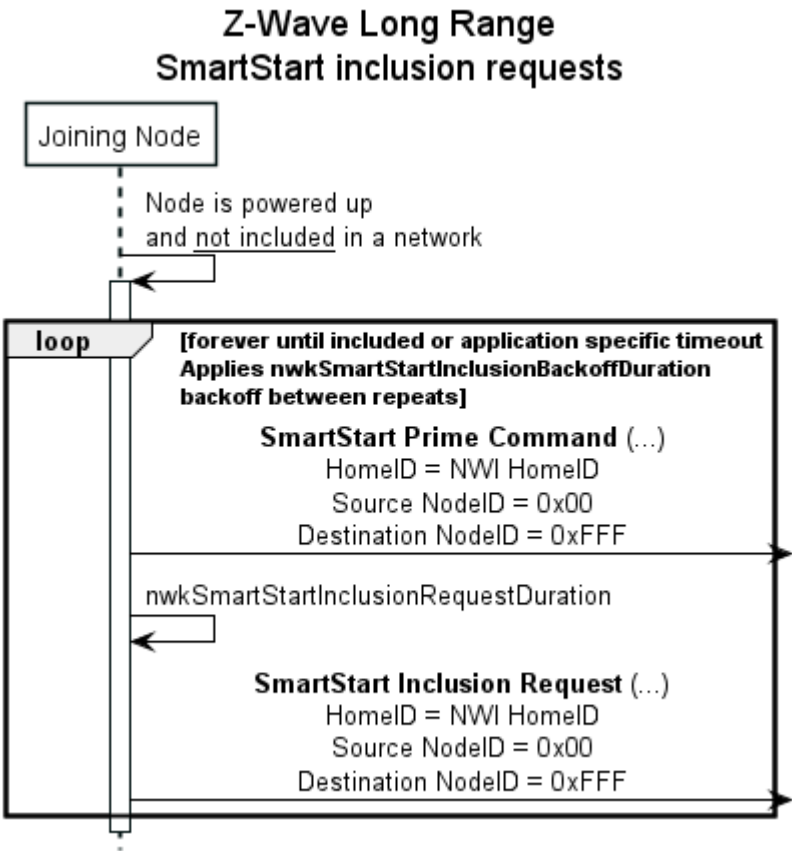 Z-Wave Long Range
SmartStart inclusion requests
Joining Node
Node is powered up
and not included in a network
loop
[forever until included or application specific timeout
Applies nwkSmartStartInclusionBackoffDuration
backoff between repeats]
SmartStart Prime Command (...)
HomeID = NWI HomeID
Source NodeID = 0x00
Destination NodeID = 0xFFF
nwkSmartStartInclusionRequestDuration
SmartStart Inclusion Request (...)
HomeID = NWI HomeID
Source NodeID = 0x00
Destination NodeID = 0xFFF